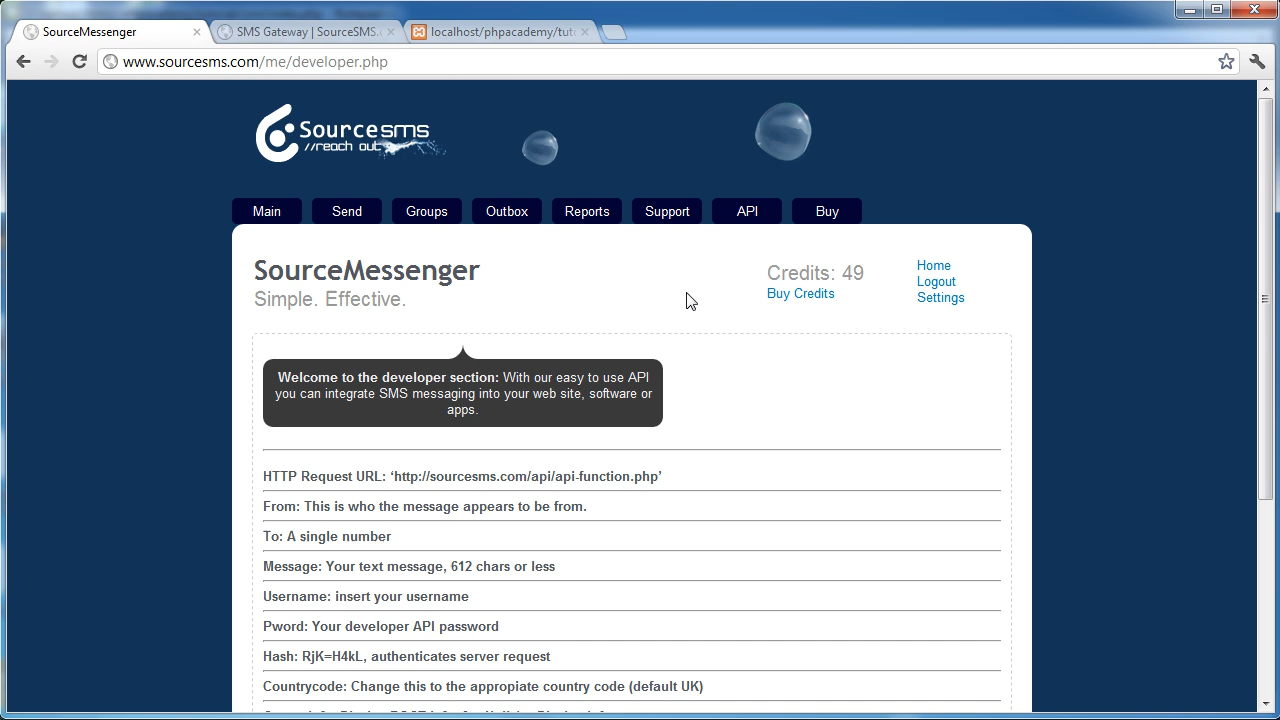 SourceMessenger
SMS Gateway | SourceSMS.
localhost/phpacademy/tut
www.sourcesms.com/me/developer.php
Sourcesms
//reach out
Main
Send
Groups
Outbox
Reports
Support
API
Buy
SourceMessenger
Simple. Effective.
Credits: 49
Buy Credits
Home
Logout
Settings
Welcome to the developer section: With our easy to use API
you can integrate SMS messaging into your web site, software or
apps.
HTTP Request URL: ‘http://sourcesms.com/api/api-function.php’
From: This is who the message appears to be from.
To: A single number
Message: Your text message, 612 chars or less
Username: insert your username
Pword: Your developer API password
Hash: RjK=H4kL, authenticates server request
Countrycode: Change this to the appropiate country code (default UK)